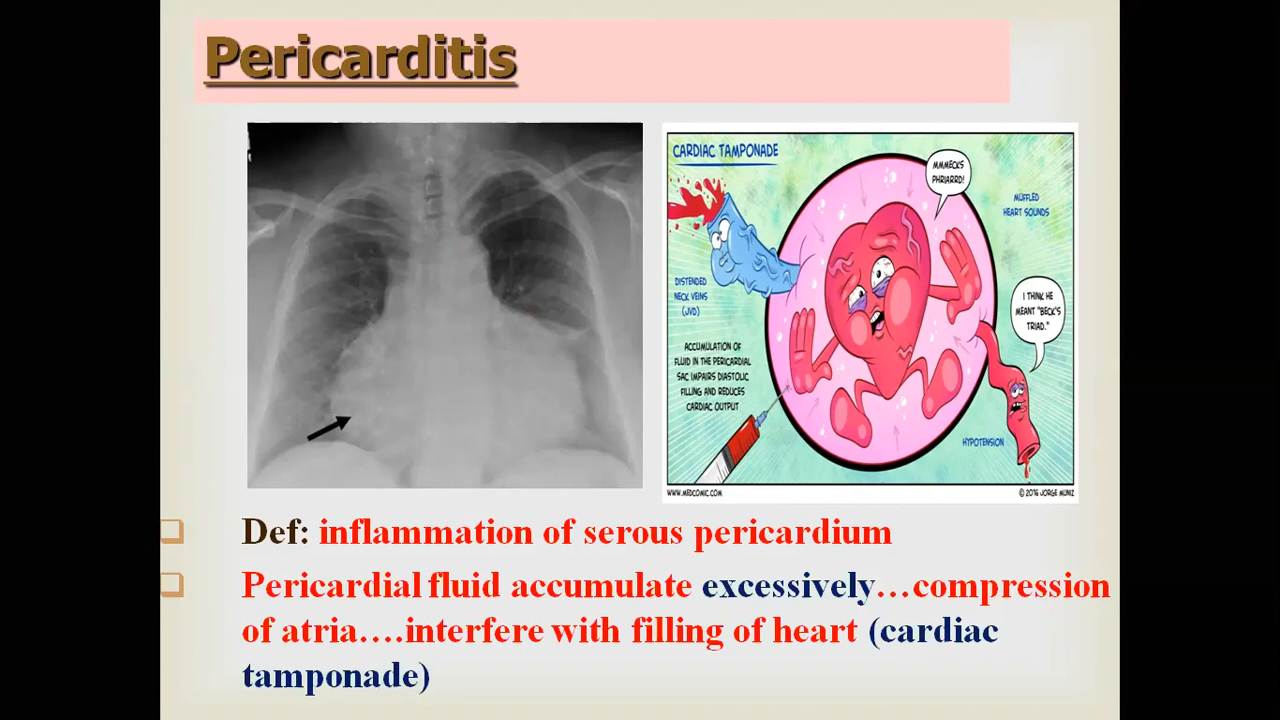 Pericarditis
CARDIAC TAMPONADE
MMMECKS
PHRIARRD!
MUFFLED
HEART SOUNDS
DISTENDED
NECK VEINS
(JVD)
I THINK HE
MEANT "BECK'S
TRIAD."
ACCUMULATION OF
FLUID IN THE PERICARDIAL
SAC IMPAIRS DIASTOLIC
FILLING AND REDUCES
CARDIAC OUTPUT
HYPOTENSION
WWW.MEDCOMIC.COM
© 2016 JORGE MUNIZ
Def: inflammation of serous pericardium
Pericardial fluid accumulate excessively...compression
of atria....interfere with filling of heart (cardiac
tamponade)